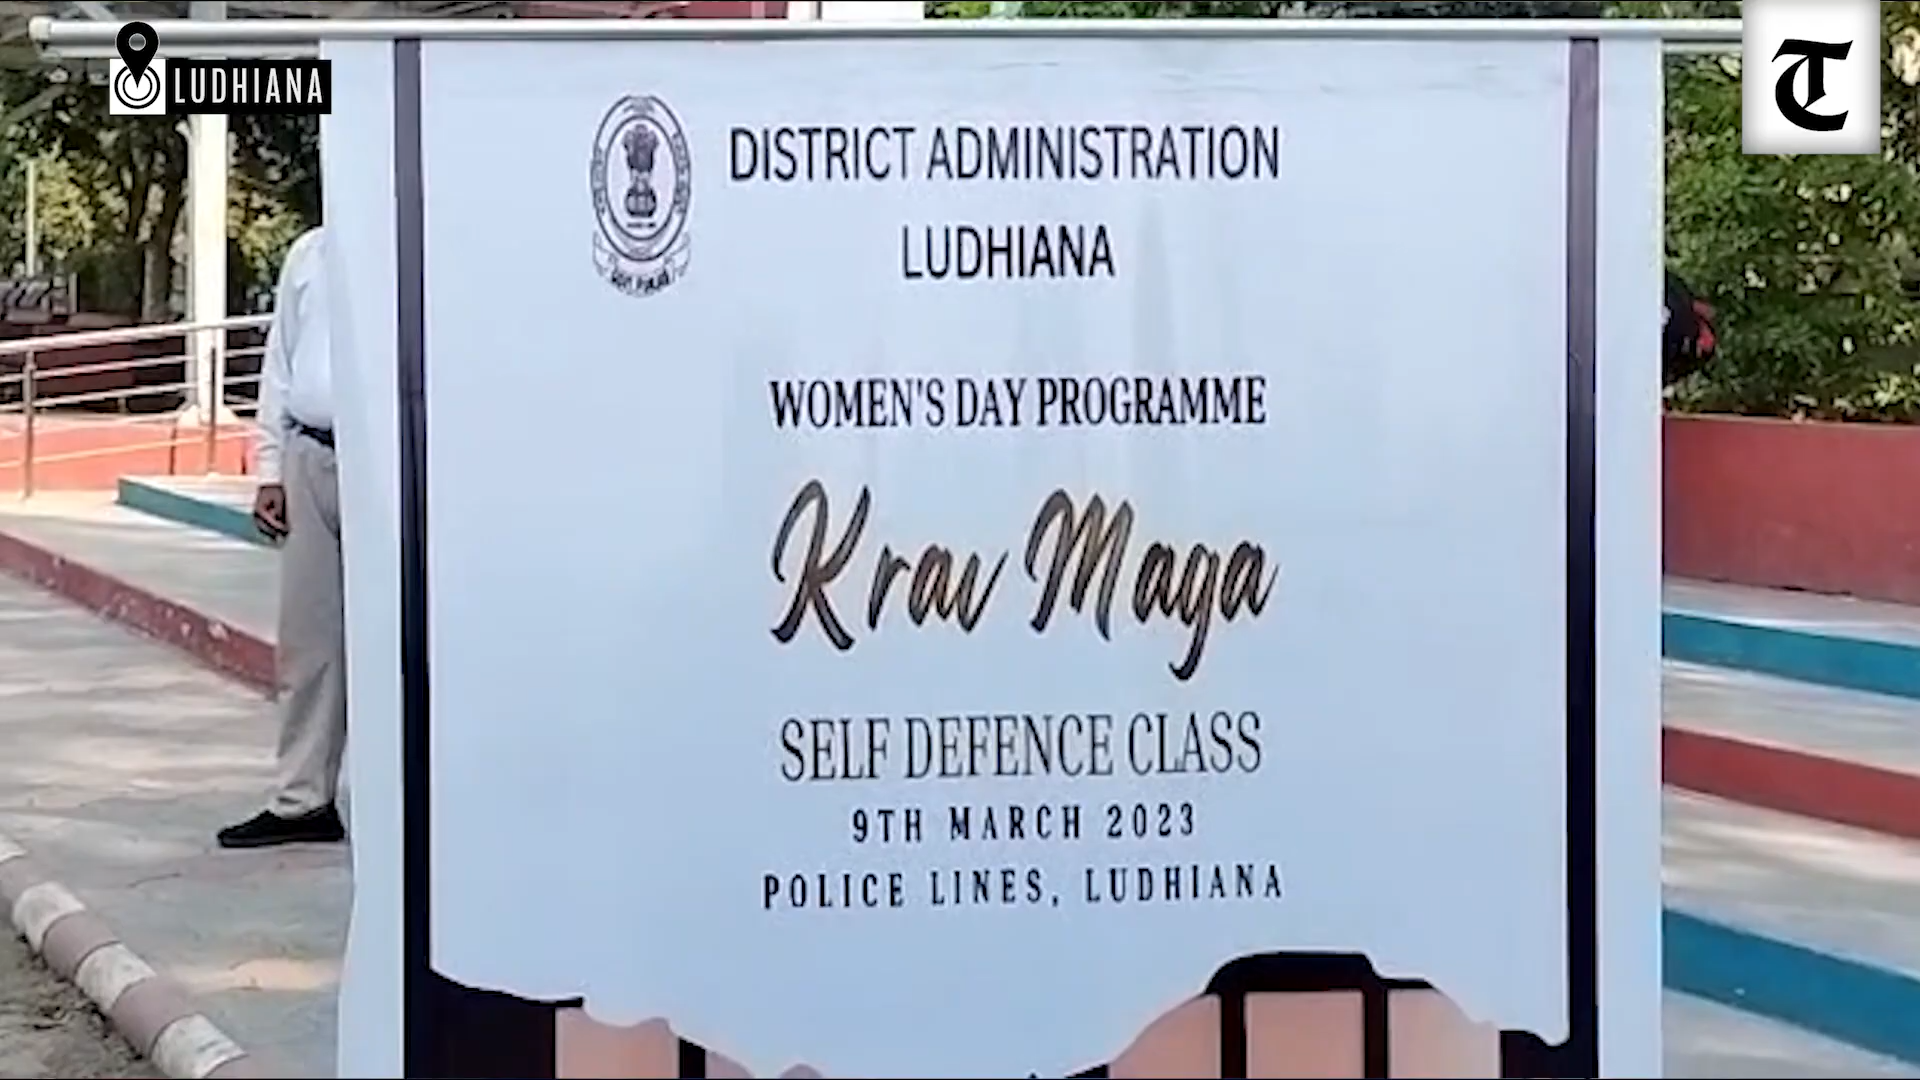 LUDHIANA
T
DISTRICT ADMINISTRATION
LUDHIANA
WOMEN'S DAY PROGRAMME
Krav Maga
SELF DEFENCE CLASS
9TH MARCH 2023
POLICE LINES, LUDHIANA